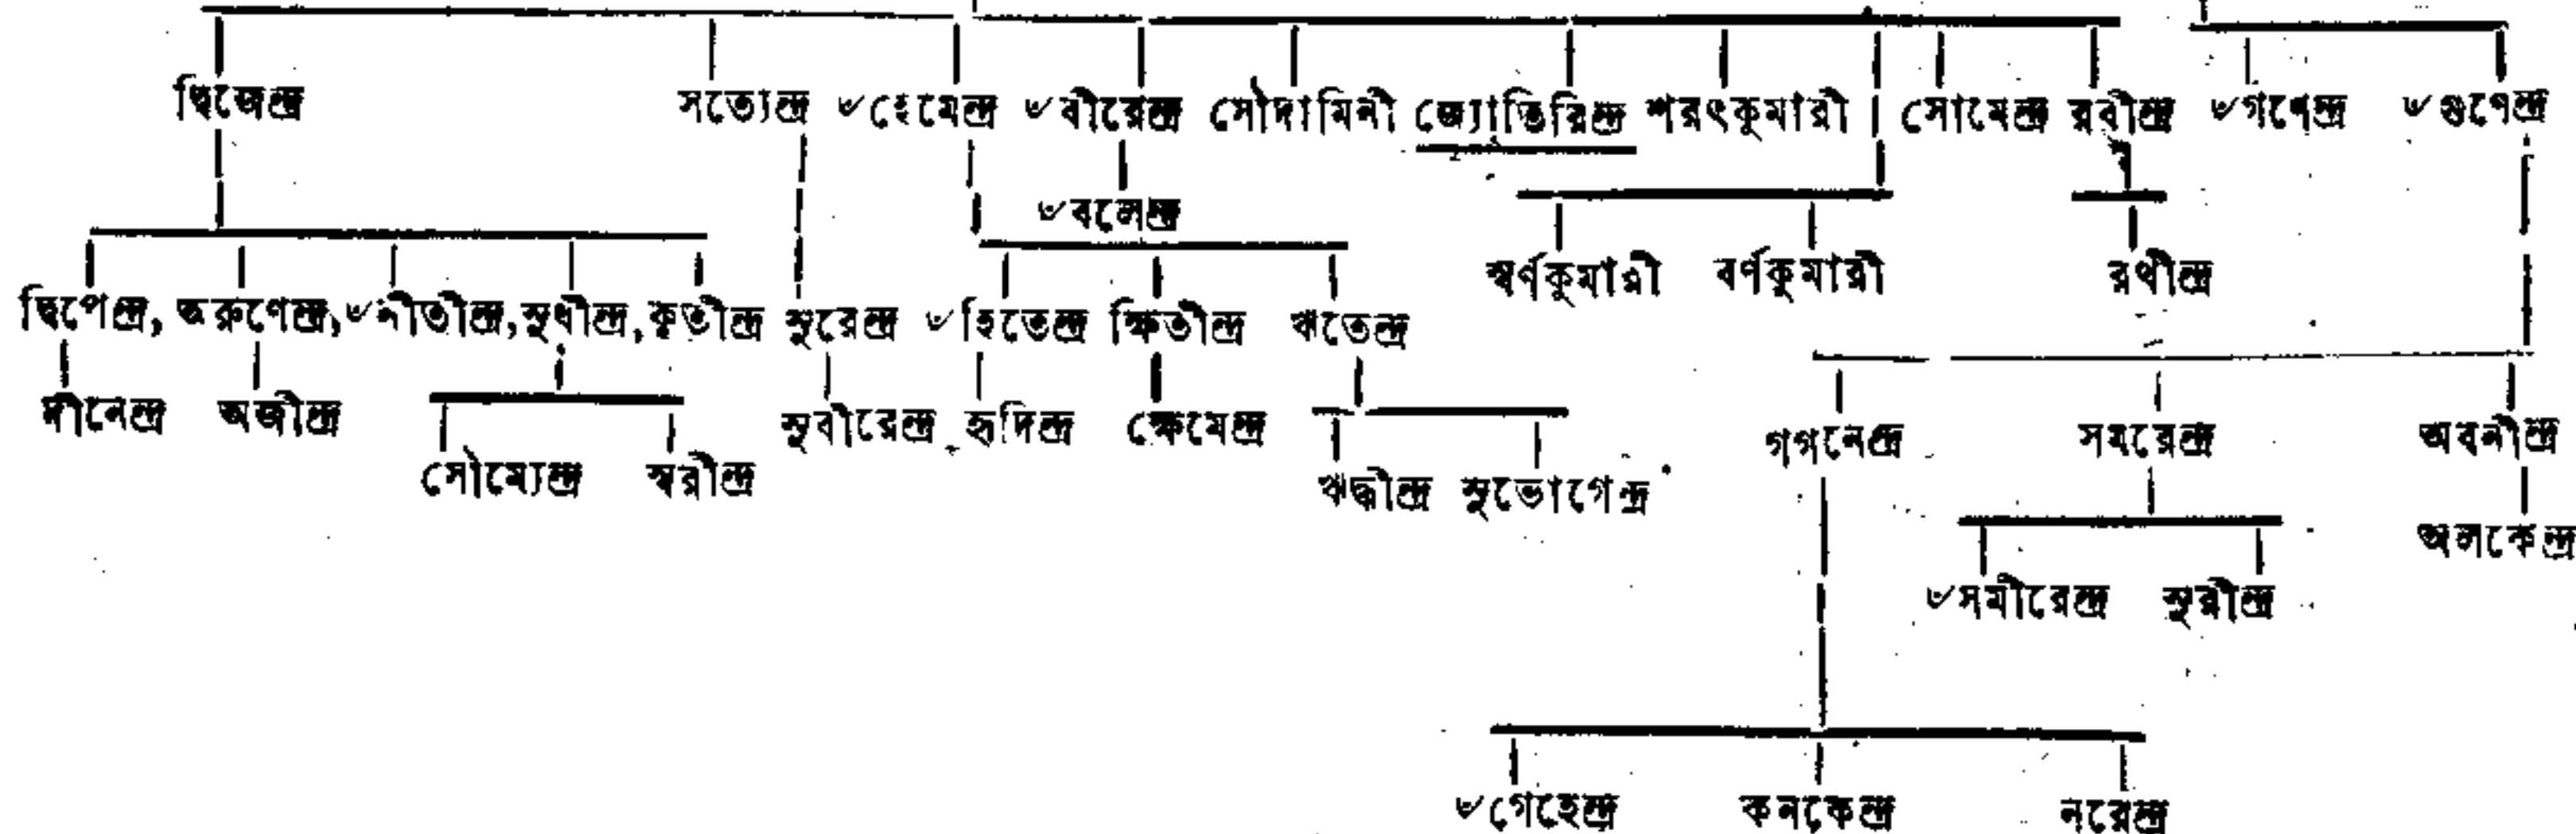 দ্বিজেন্দ্র সত্যেন্দ্র ৺হেমেন্দ্র ৺বীরেন্দ্র সৌদামিনী জ্যোতিরিন্দ্র শরৎকুমারী সোমেন্দ্র রবীন্দ্র ৺গণেন্দ্র ৺গুণেন্দ্র
৺বলেন্দ্র
স্বর্ণকুমারী বর্ণকুমারী রথীন্দ্র
দ্বিপেন্দ্র, অরুণেন্দ্র, ৺নীতীন্দ্র, সুধীন্দ্র, কৃতীন্দ্র সুরেন্দ্র ৺হিতেন্দ্র ক্ষিতীন্দ্র ঋতেন্দ্র
দীনেন্দ্র অজীন্দ্র সুবীরেন্দ্র হৃদিন্দ্র ক্ষেমেন্দ্র গগনেন্দ্র সমরেন্দ্র অবনীন্দ্র
সৌম্যেন্দ্র স্বরীন্দ্র ঋদ্ধীন্দ্র সুভোগেন্দ্র
অলকেন্দ্র
৺সমীরেন্দ্র সুরীন্দ্র
৺গেহেন্দ্র কনকেন্দ্র নরেন্দ্র